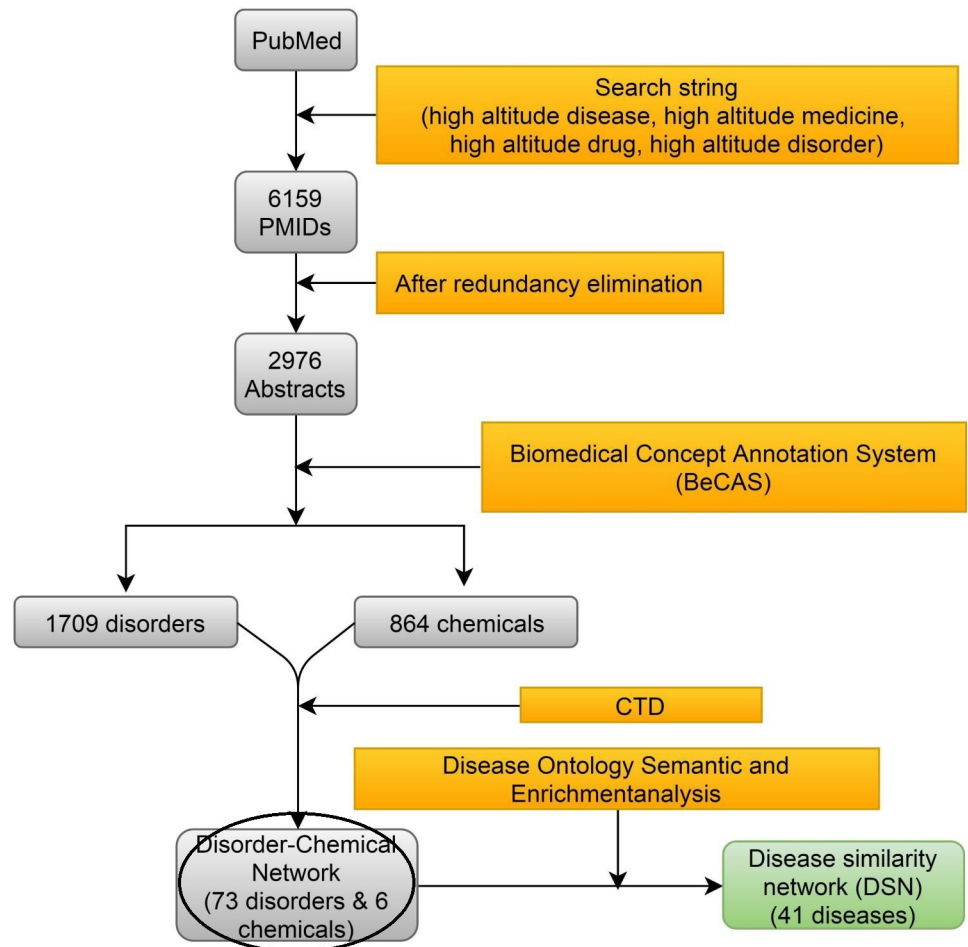 PubMed
Search string
(high altitude disease, high altitude medicine,
high altitude drug, high altitude disorder)
6159
PMIDs
After redundancy elimination
2976
Abstracts
Biomedical Concept Annotation System
(BeCAS)
1709 disorders
864 chemicals
CTD
Disease Ontology Semantic and
Enrichmentanalysis
Disorder-Chemical
Network
(73 disorders & 6
chemicals)
Disease similarity
network (DSN)
(41 diseases)